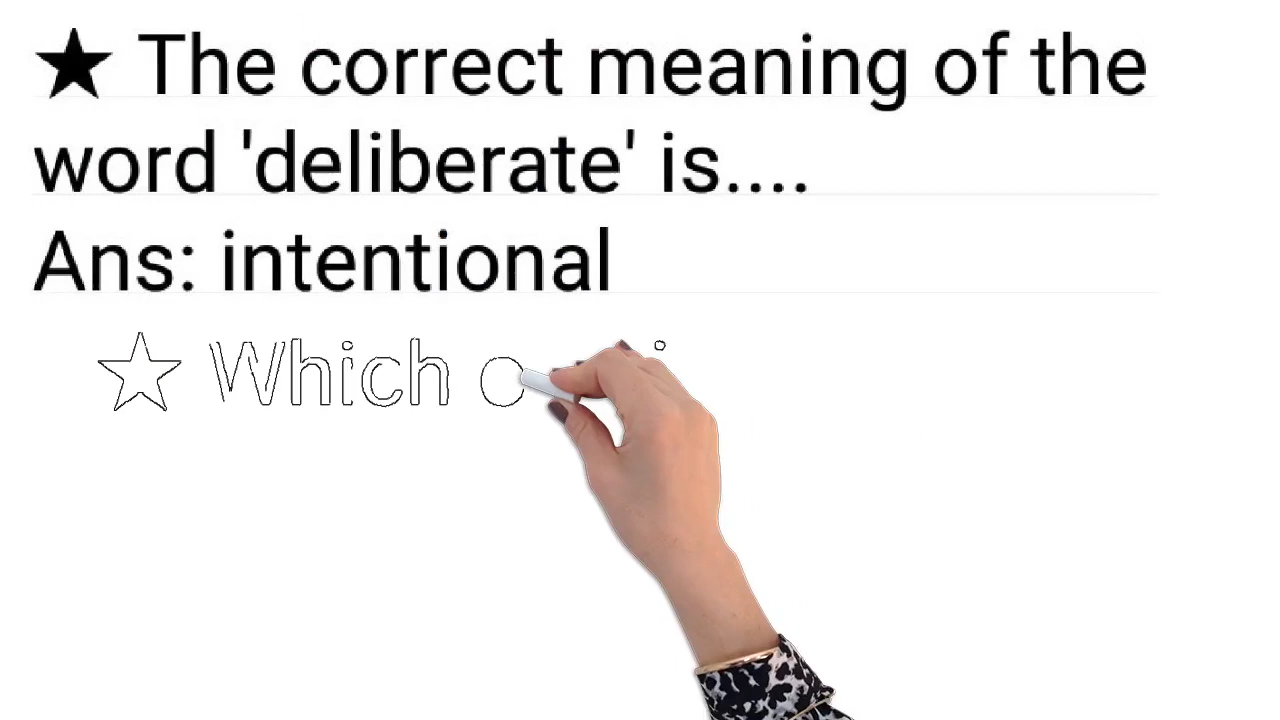 ★ The correct meaning of the
word 'deliberate' is....
Ans: intentional
☆ Which